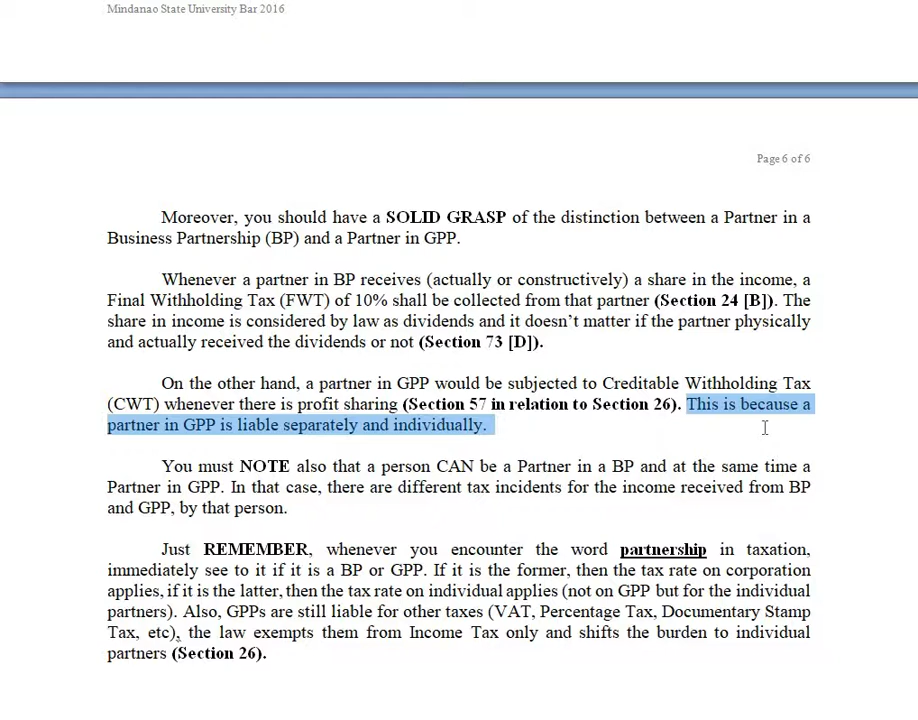 Mindanao State University Bar 2016
Page 6 of 6
Moreover, you should have a SOLID GRASP of the distinction between a Partner in a
Business Partnership (BP) and a Partner in GPP.
Whenever a partner in BP receives (actually or constructively) a share in the income, a
Final Withholding Tax (FWT) of 10% shall be collected from that partner (Section 24 [B]). The
share in income is considered by law as dividends and it doesn't matter if the partner physically
and actually received the dividends or not (Section 73 [D]).
On the other hand, a partner in GPP would be subjected to Creditable Withholding Tax
(CWT) whenever there is profit sharing (Section 57 in relation to Section 26). This is because a
partner in GPP is liable separately and individually.
You must NOTE also that a person CAN be a Partner in a BP and at the same time a
Partner in GPP. In that case, there are different tax incidents for the income received from BP
and GPP, by that person.
Just REMEMBER, whenever you encounter the word partnership in taxation,
immediately see to it if it is a BP or GPP. If it is the former, then the tax rate on corporation
applies, if it is the latter, then the tax rate on individual applies (not on GPP but for the individual
partners). Also, GPPs are still liable for other taxes (VAT, Percentage Tax, Documentary Stamp
Tax, etc), the law exempts them from Income Tax only and shifts the burden to individual
partners (Section 26).